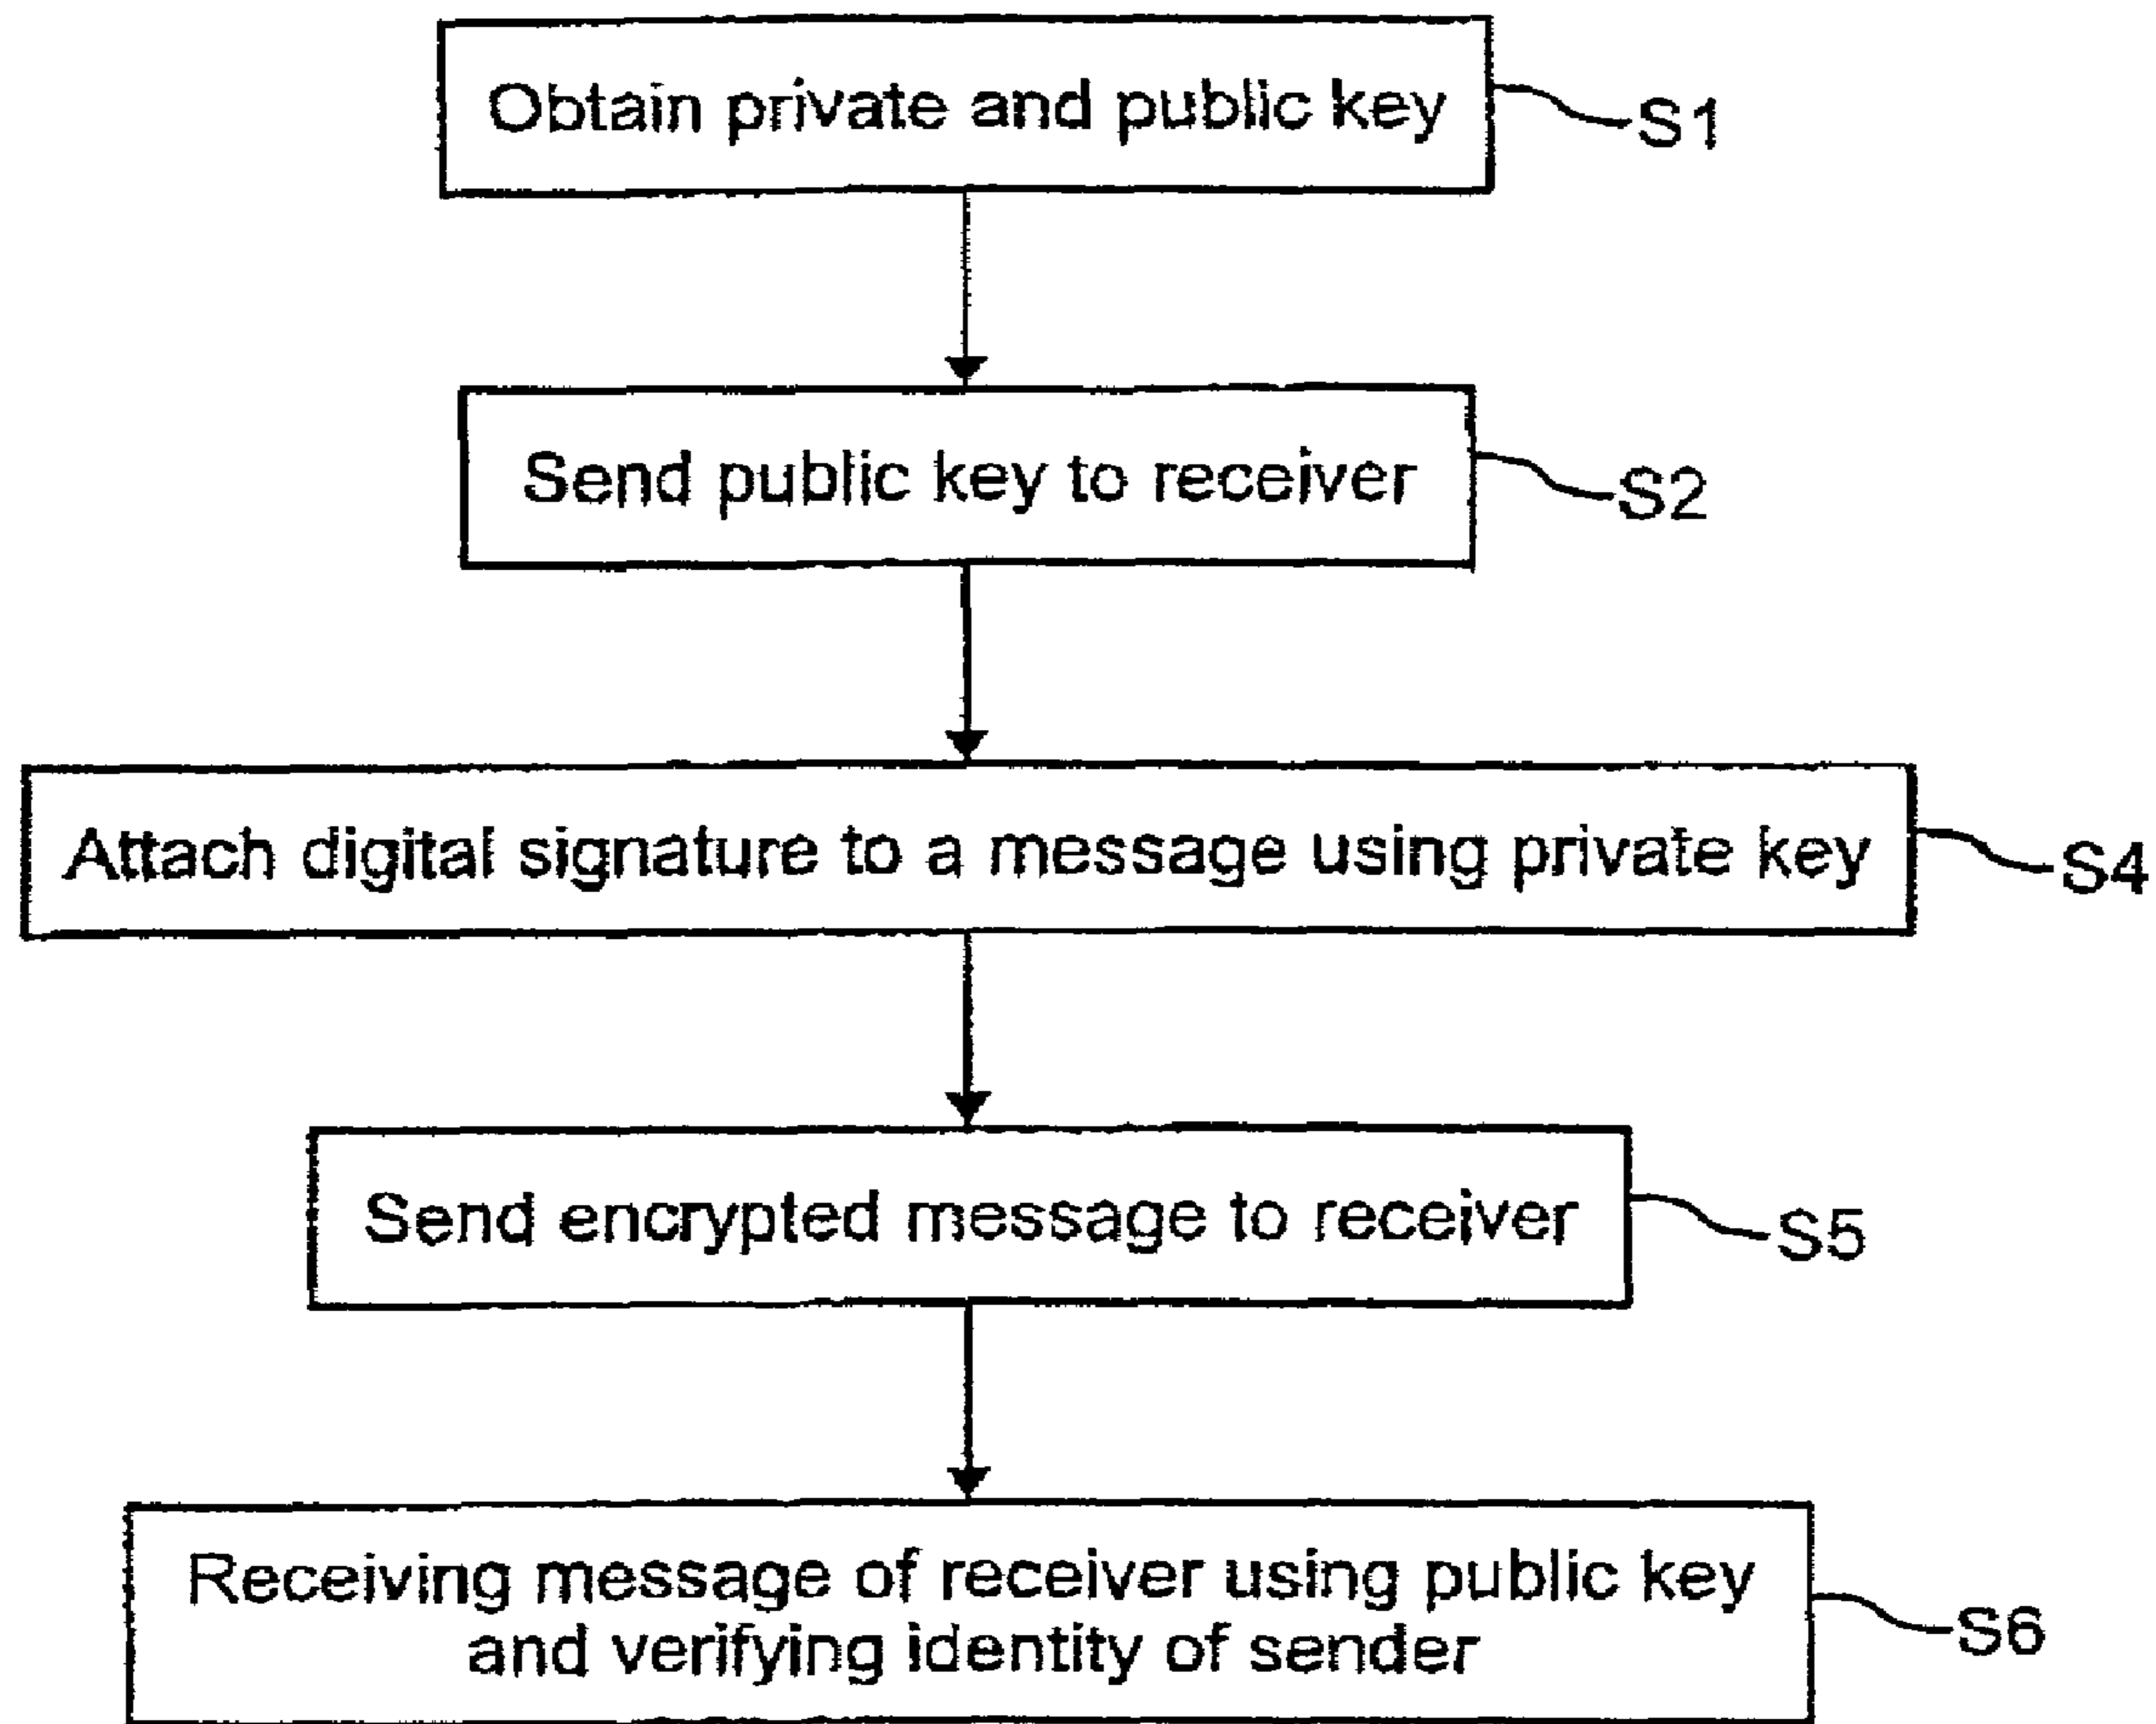 Obtain private and public key
S1
Send public key to receiver
S2
Attach digital signature to a message using private key
S4
Send encrypted message to receiver
S5
Receiving message of receiver using public key
and verifying identity of sender
S6